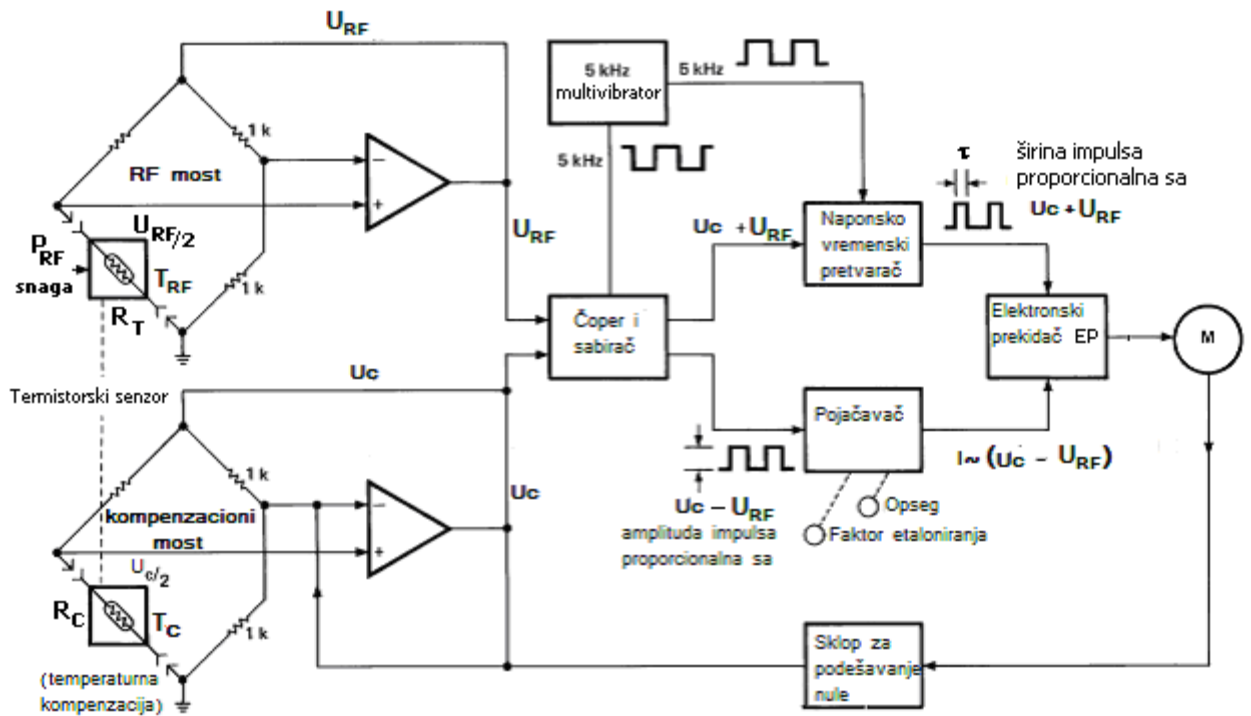 U_RF
5 kHz
multivibrator
5 kHz
1 k
RF most
−
+
5 kHz
τ
širina impulsa
proporcionalna sa
Uc + U_RF
U_RF/2
P_RF
snaga
T_RF
R_T
1 k
U_RF
Uc + U_RF
Naponsko
vremenski
pretvarač
Čoper i
sabirač
Elektronski
prekidač EP
M
Termistorski senzor
Uc
Pojačavač
I ~ (Uc − U_RF)
1 k
kompenzacioni
most
−
+
Uc
Uc − U_RF
amplituda impulsa
proporcionalna sa
Opseg
Faktor etaloniranja
U_c/2
R_C
T_C
1 k
(temperaturna
kompenzacija)
Sklop za
podešavanje
nule